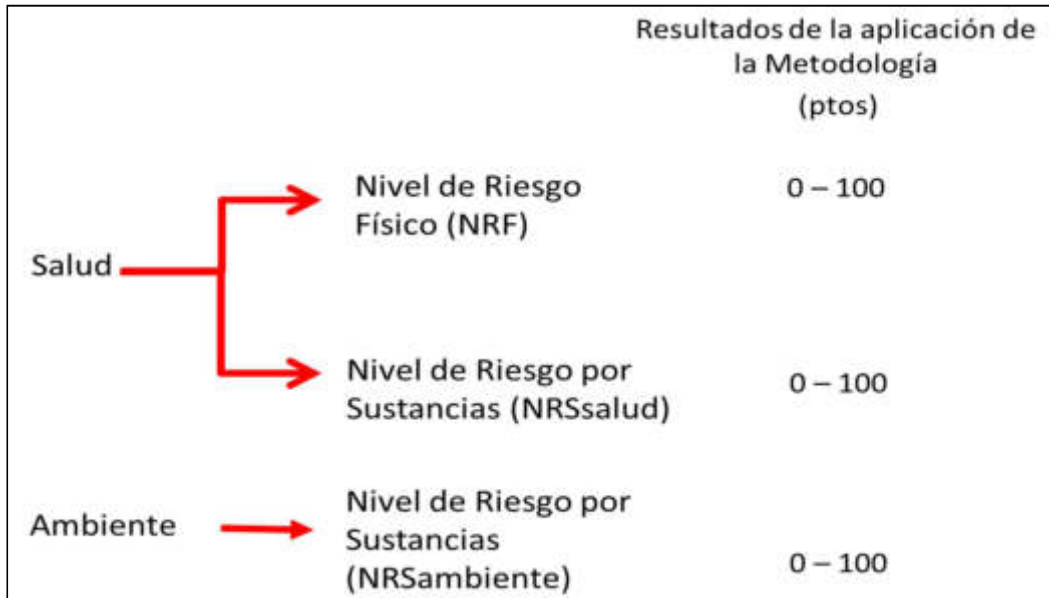 Resultados de la aplicación de
la Metodología
(ptos)
Salud
Nivel de Riesgo
Físico (NRF)
0 – 100
Nivel de Riesgo por
Sustancias (NRSsalud)
0 – 100
Ambiente
Nivel de Riesgo por
Sustancias
(NRSambiente)
0 – 100